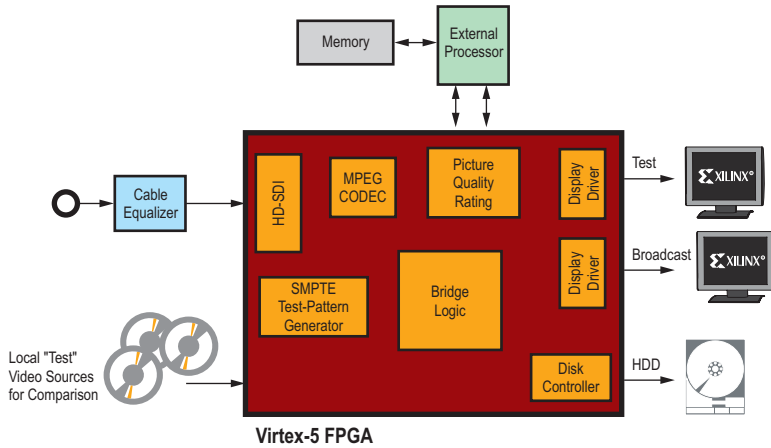 Memory
External
Processor
Cable
Equalizer
HD-SDI
MPEG
CODEC
Picture
Quality
Rating
Display
Driver
Test
XILINX®
Display
Driver
Broadcast
XILINX®
SMPTE
Test-Pattern
Generator
Bridge
Logic
Local "Test"
Video Sources
for Comparison
Disk
Controller
HDD
Virtex-5 FPGA